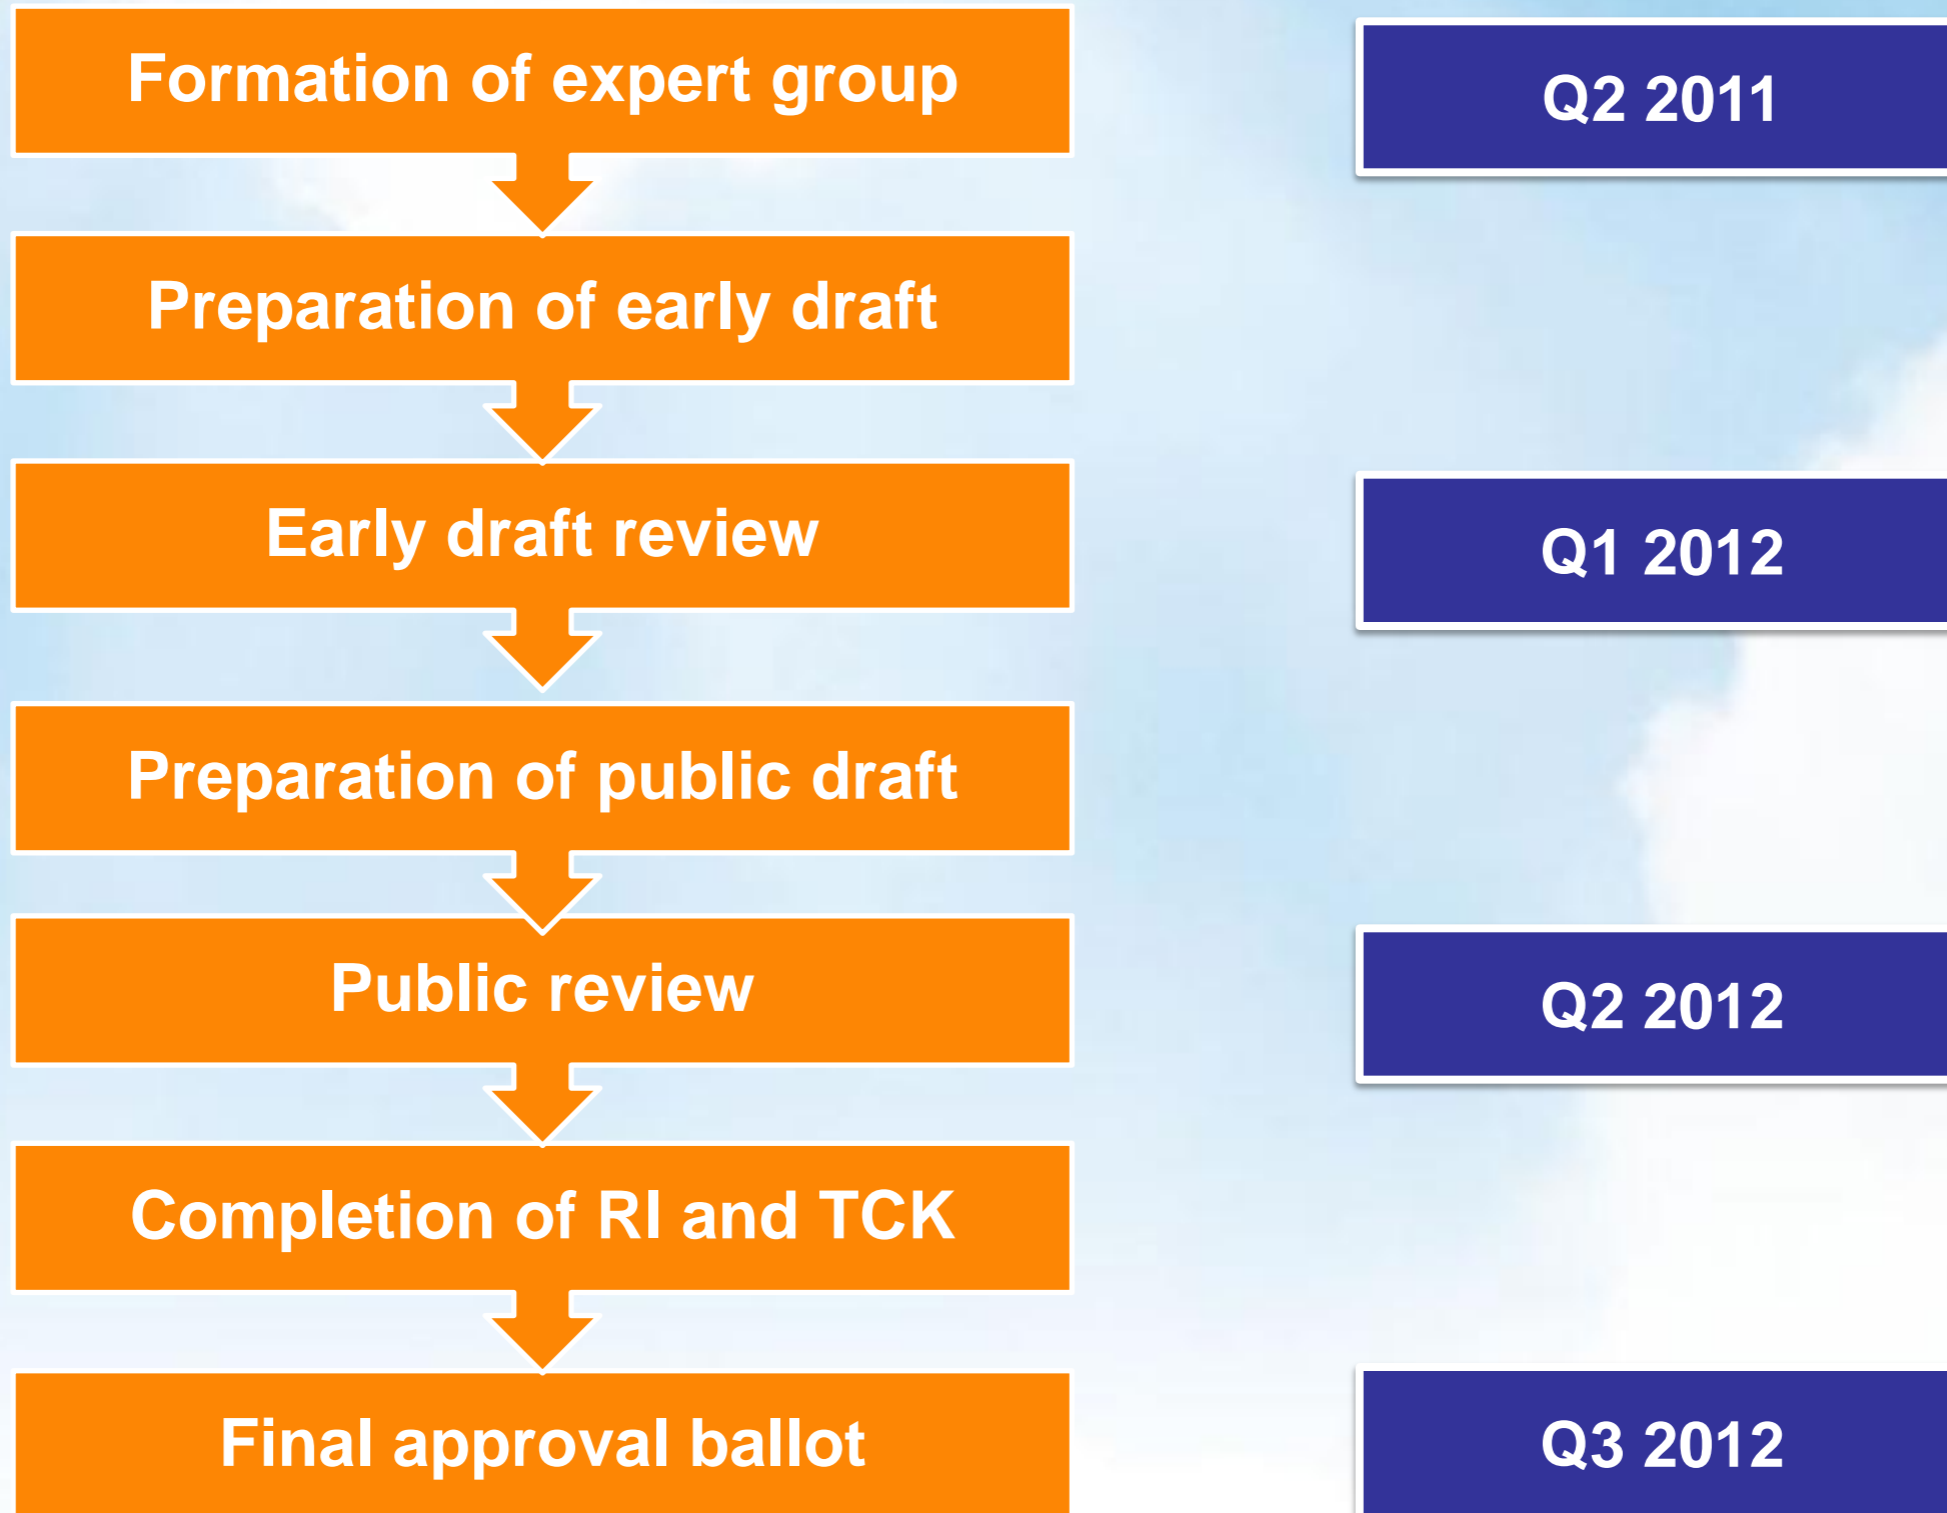 Formation of expert group
Q2 2011
Preparation of early draft
Early draft review
Q1 2012
Preparation of public draft
Public review
Q2 2012
Completion of RI and TCK
Final approval ballot
Q3 2012